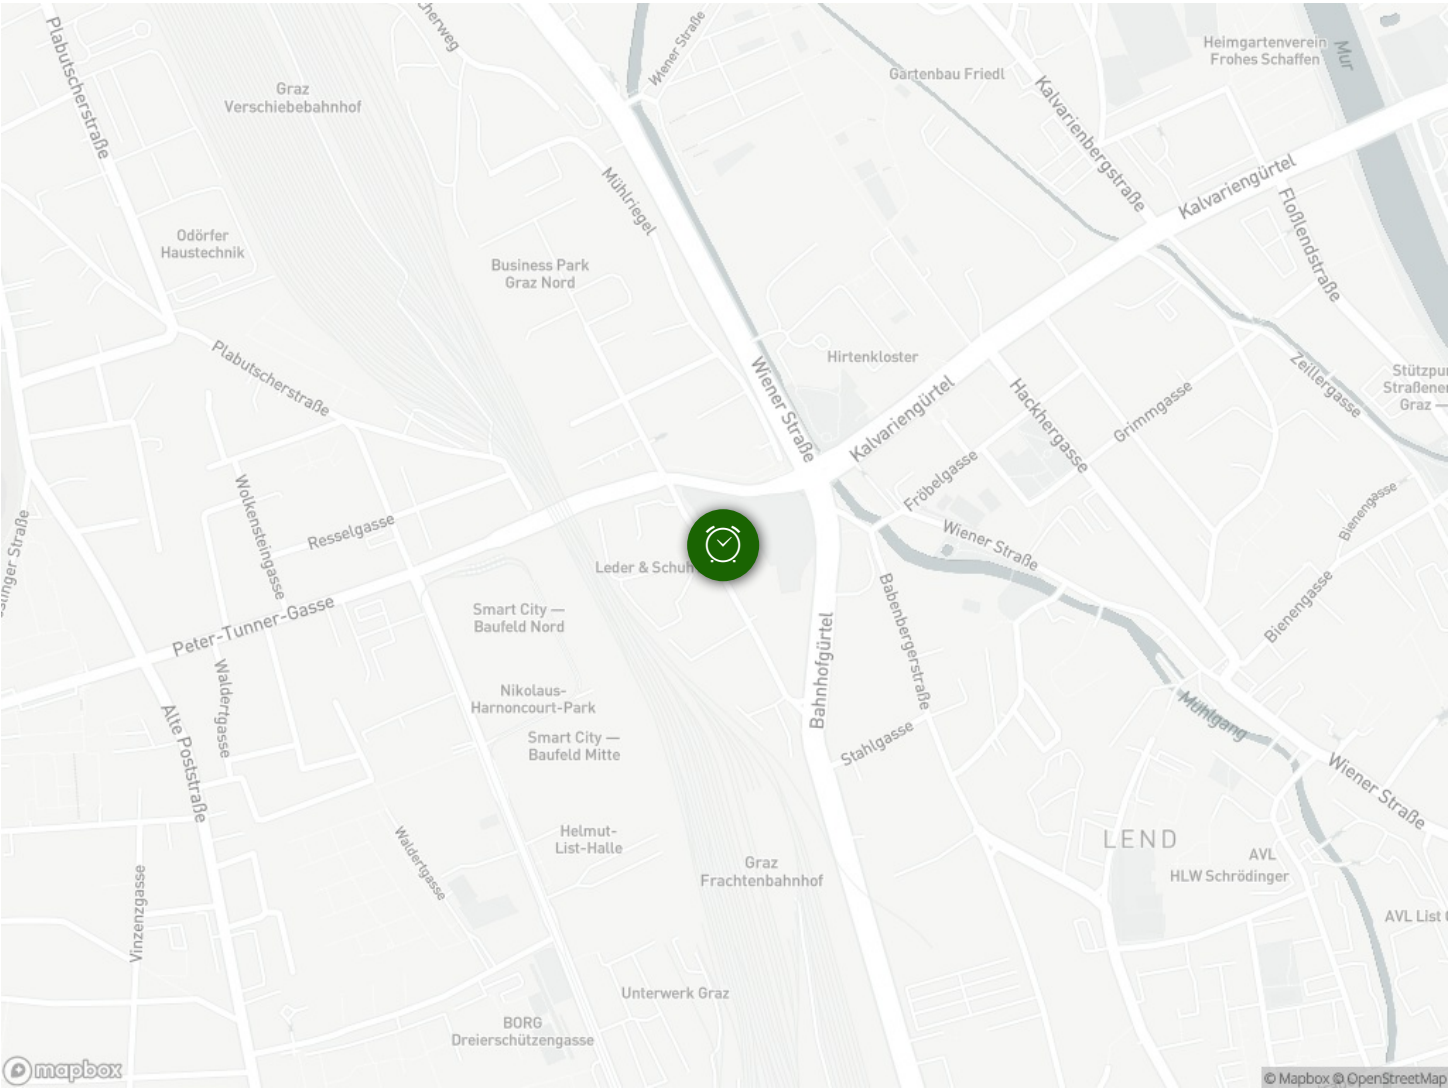 Plabutscherstraße
Wiener Straße
Graz
Verschiebebahnhof
Gartenbau Friedl
Heimgartenverein
Frohes Schaffen
Mur
Kalvarienbergstraße
Kalvariengürtel
Floßlendstraße
Mühlriegel
Odörfer
Haustechnik
Business Park
Graz Nord
Plabutscherstraße
Wiener Straße
Hirtenkloster
Kalvariengürtel
Hackhergasse
Grimmgasse
Zeillergasse
Graz —
Fröbelgasse
Wiener Straße
Bienengasse
Bienengasse
Wolkensteingasse
Resselgasse
Leder & Schuh
Peter-Tunner-Gasse
Smart City —
Baufeld Nord
Babenbergerstraße
Bahnhofgürtel
Waldertgasse
Alte Poststraße
Nikolaus-
Harnoncourt-Park
Smart City —
Baufeld Mitte
Stahlgasse
Mühlgang
Wiener Straße
Waldertgasse
Helmut-
List-Halle
Graz
Frachtenbahnhof
LEND
AVL
HLW Schrödinger
AVL List
Vinzenzgasse
Unterwerk Graz
BORG
Dreierschützengasse
mapbox
© Mapbox © OpenStreetMap